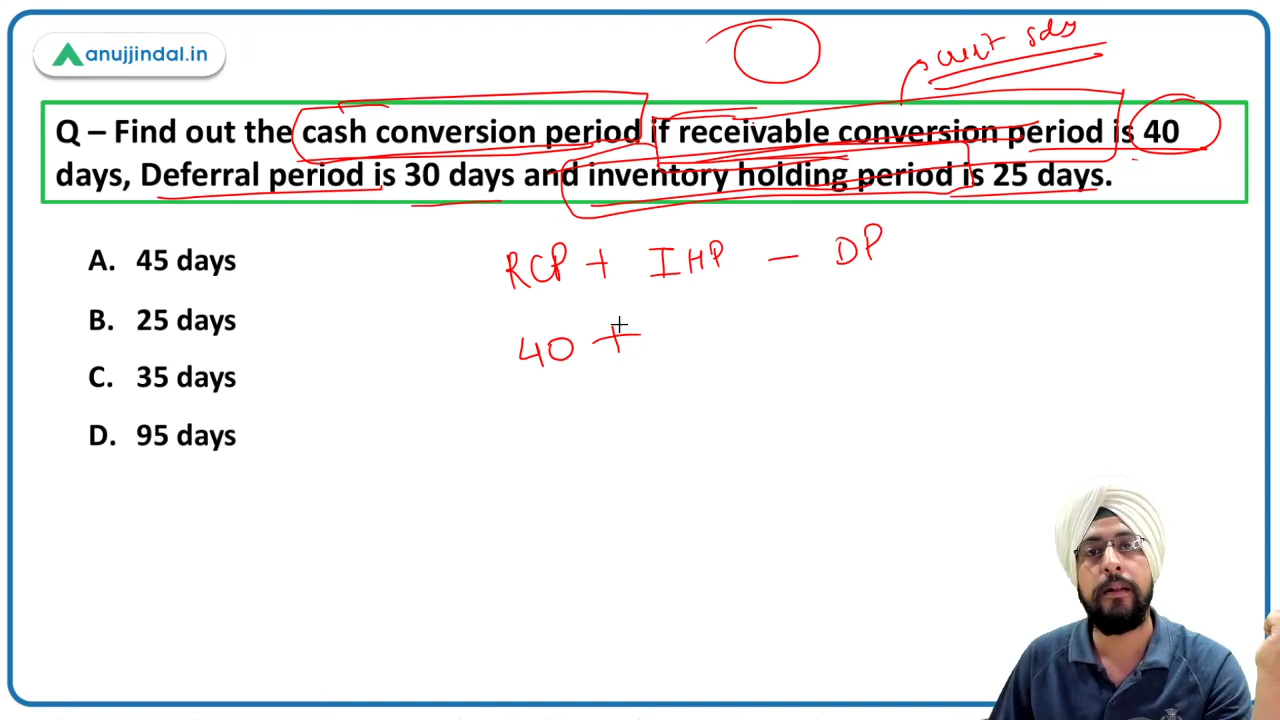 anujjindal.in
Q – Find out the cash conversion period if receivable conversion period is 40
days, Deferral period is 30 days and inventory holding period is 25 days.
A. 45 days
B. 25 days
C. 35 days
D. 95 days
RCP + IHP - DP
40 +